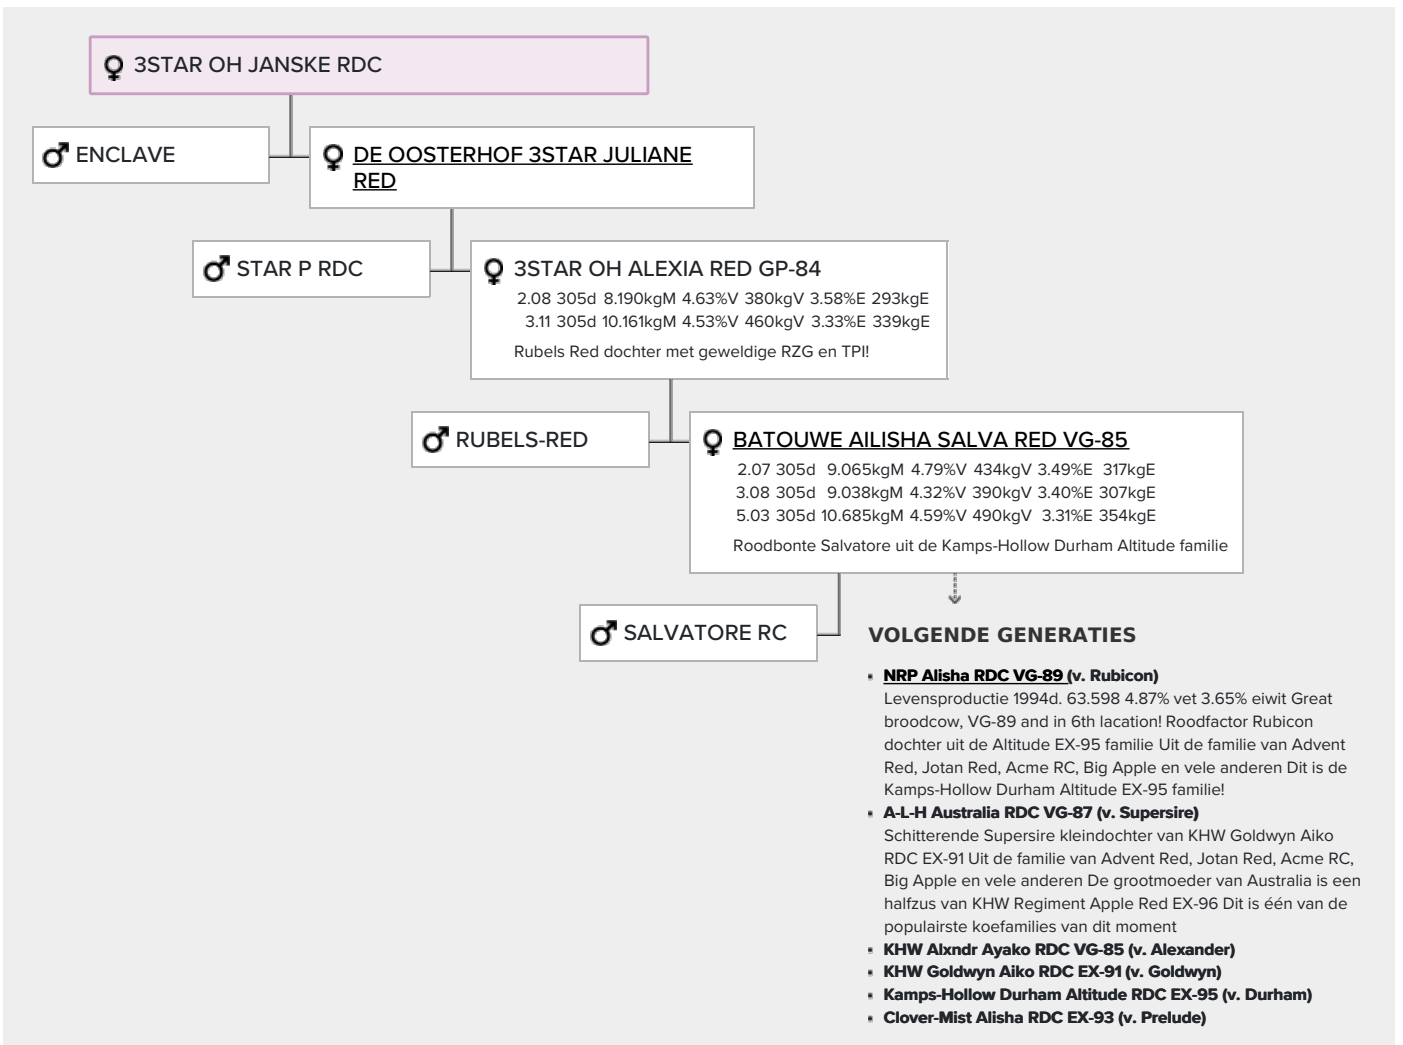 3STAR OH JANSKE RDC
ENCLAVE
DE OOSTERHOF 3STAR JULIANE
RED
STAR P RDC
3STAR OH ALEXIA RED GP-84
2.08 305d 8.190kgM 4.63%V 380kgV 3.58%E 293kgE
3.11 305d 10.161kgM 4.53%V 460kgV 3.33%E 339kgE
Rubels Red dochter met geweldige RZG en TPI!
RUBELS-RED
BATOUWE AILISHA SALVA RED VG-85
2.07 305d 9.065kgM 4.79%V 434kgV 3.49%E 317kgE
3.08 305d 9.038kgM 4.32%V 390kgV 3.40%E 307kgE
5.03 305d 10.685kgM 4.59%V 490kgV 3.31%E 354kgE
Roodbonte Salvatore uit de Kamps-Hollow Durham Altitude familie
SALVATORE RC
VOLGENDE GENERATIES
NRP Alisha RDC VG-89 (v. Rubicon)
Levensproductie 1994d. 63.598 4.87% vet 3.65% eiwit Great
broodcow, VG-89 and in 6th lacation! Roodfactor Rubicon
dochter uit de Altitude EX-95 familie Uit de familie van Advent
Red, Jotan Red, Acme RC, Big Apple en vele anderen Dit is de
Kamps-Hollow Durham Altitude EX-95 familie!
A-L-H Australia RDC VG-87 (v. Supersire)
Schitterende Supersire kleindochter van KHW Goldwyn Aiko
RDC EX-91 Uit de familie van Advent Red, Jotan Red, Acme RC,
Big Apple en vele anderen De grootmoeder van Australia is een
halfzus van KHW Regiment Apple Red EX-96 Dit is één van de
populairste koefamilies van dit moment
KHW Alxndr Ayako RDC VG-85 (v. Alexander)
KHW Goldwyn Aiko RDC EX-91 (v. Goldwyn)
Kamps-Hollow Durham Altitude RDC EX-95 (v. Durham)
Clover-Mist Alisha RDC EX-93 (v. Prelude)